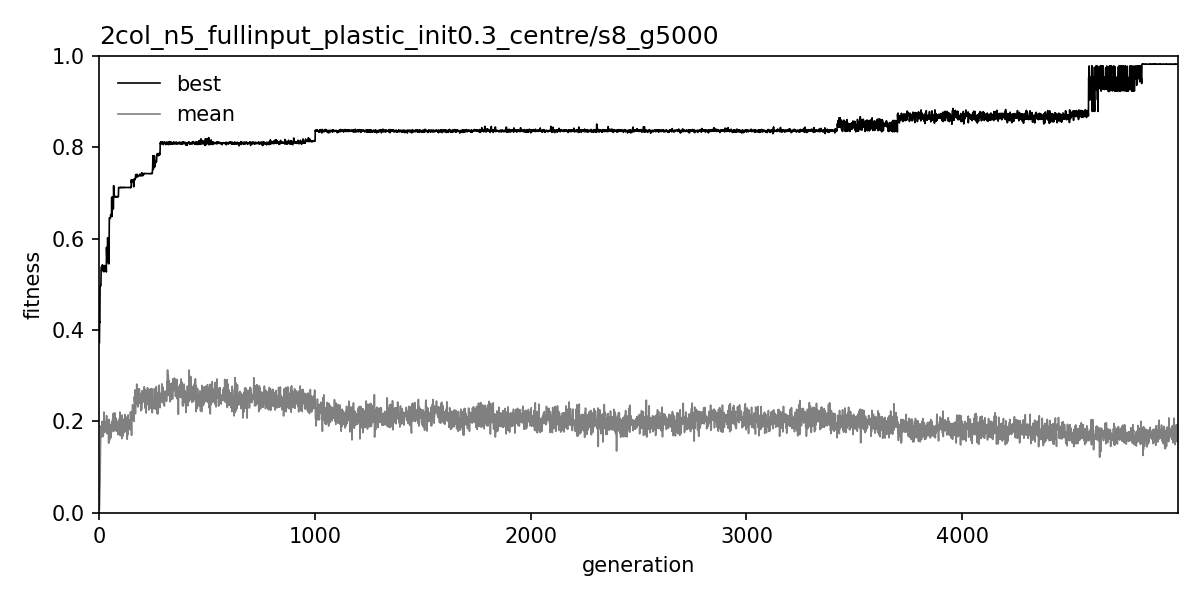 2col_n5_fullinput_plastic_init0.3_centre/s8_g5000
1.0
best
mean
0.8
0.6
fitness
0.4
0.2
0.0
0
1000
2000
3000
4000
generation